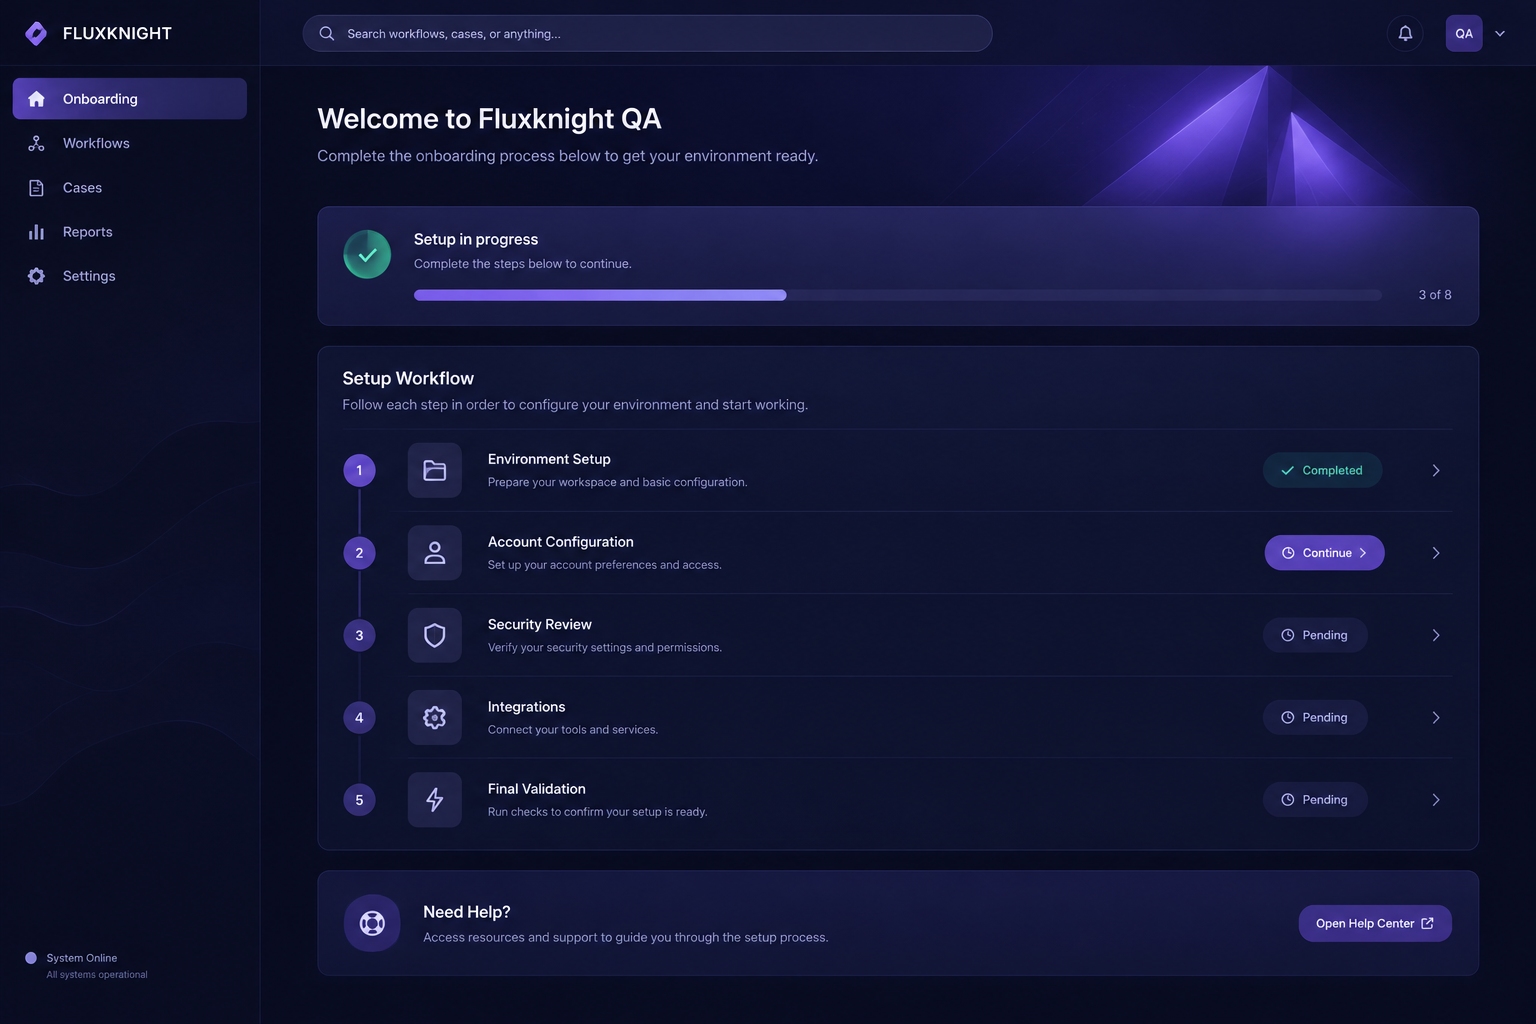 FLUXKNIGHT
Search workflows, cases, or anything...
QA
Onboarding
Workflows
Cases
Reports
Settings
Welcome to Fluxknight QA
Complete the onboarding process below to get your environment ready.
Setup in progress
Complete the steps below to continue.
3 of 8
Setup Workflow
Follow each step in order to configure your environment and start working.
1
Environment Setup
Prepare your workspace and basic configuration.
Completed
2
Account Configuration
Set up your account preferences and access.
Continue
3
Security Review
Verify your security settings and permissions.
Pending
4
Integrations
Connect your tools and services.
Pending
5
Final Validation
Run checks to confirm your setup is ready.
Pending
Need Help?
Access resources and support to guide you through the setup process.
Open Help Center
System Online
All systems operational